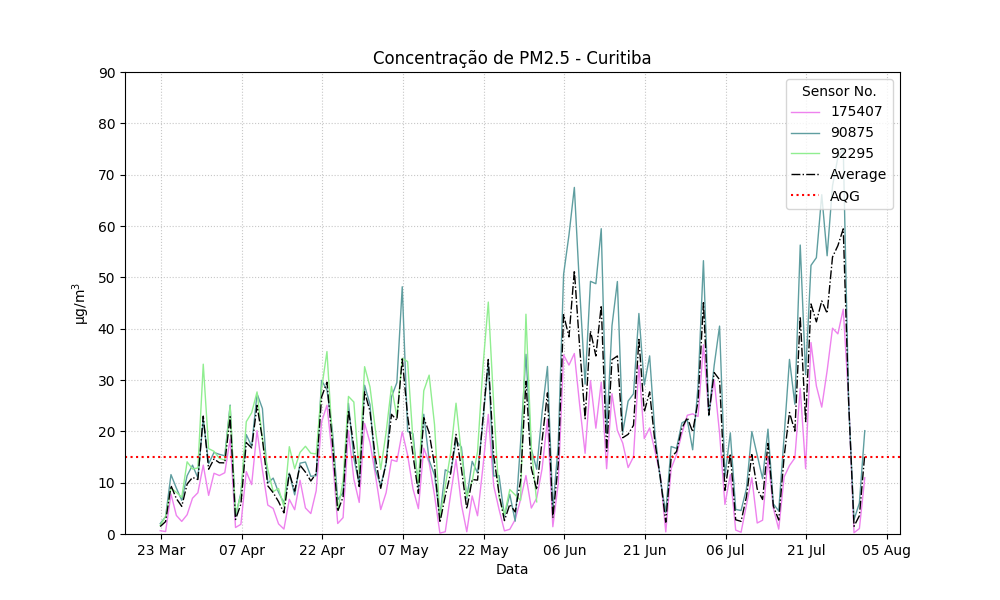 Concentração de PM2.5 - Curitiba
90
80
70
60
50
40
30
20
10
0
µg/m³
Sensor No.
175407
90875
92295
Average
AQG
23 Mar
07 Apr
22 Apr
07 May
22 May
06 Jun
21 Jun
06 Jul
21 Jul
05 Aug
Data